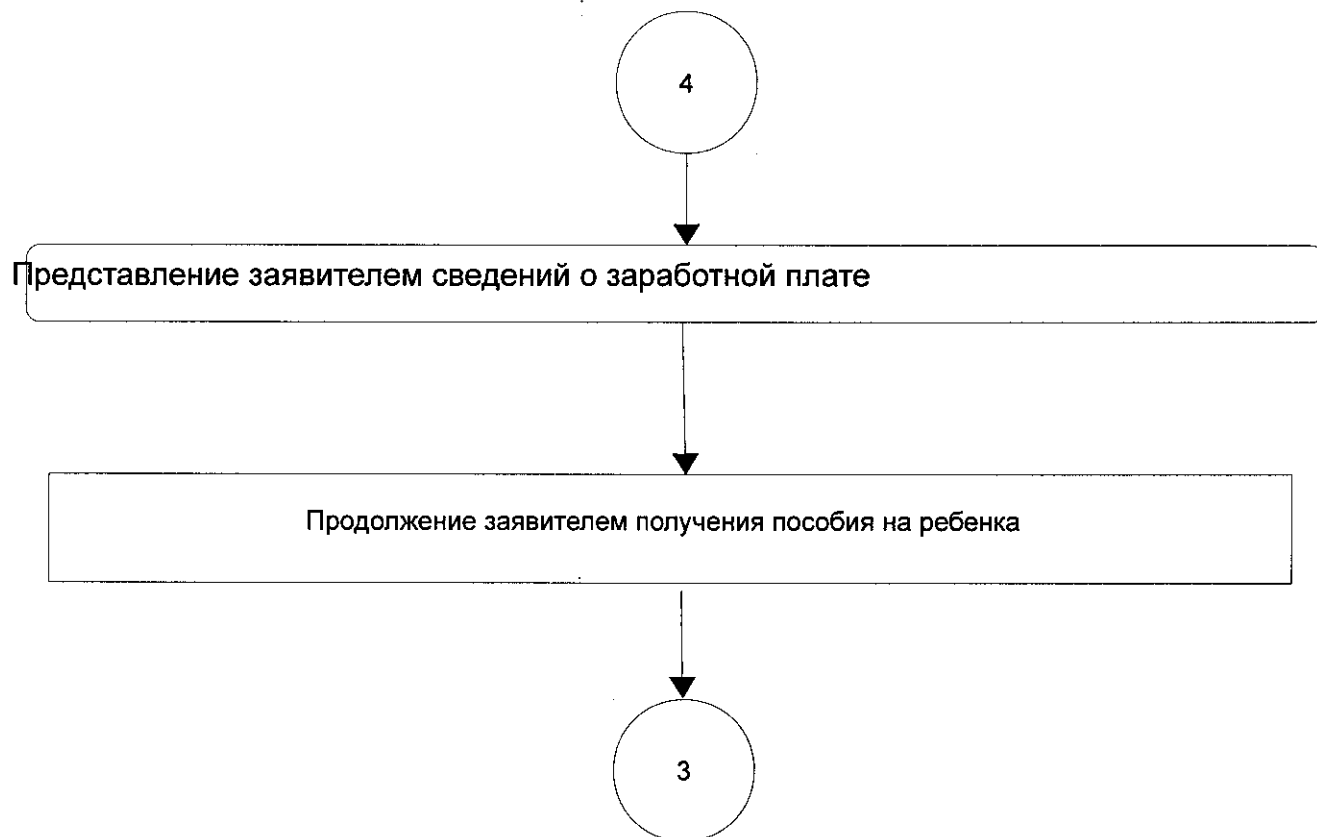 4
Представление заявителем сведений о заработной плате
Продолжение заявителем получения пособия на ребенка
3